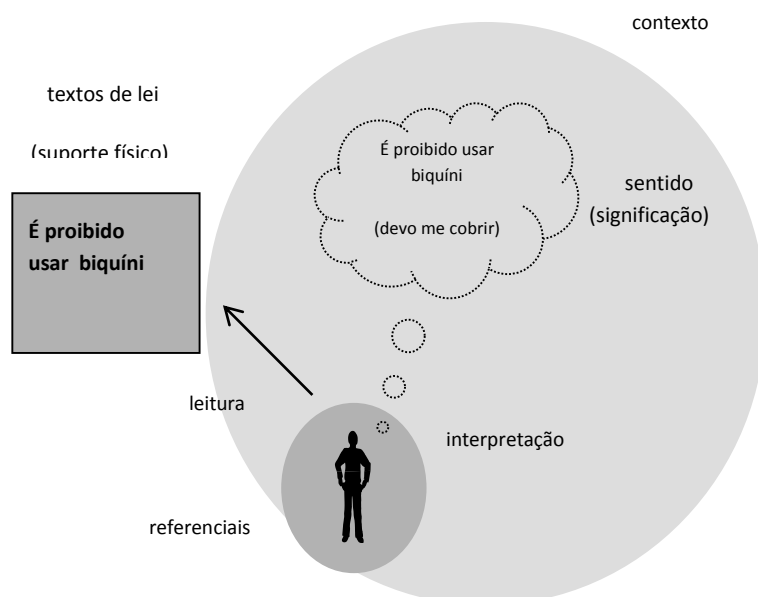 contexto
textos de lei
(suporte físico)
É proibido usar
biquíni
(devo me cobrir)
sentido
(significação)
É proibido
usar biquíni
leitura
interpretação
referenciais